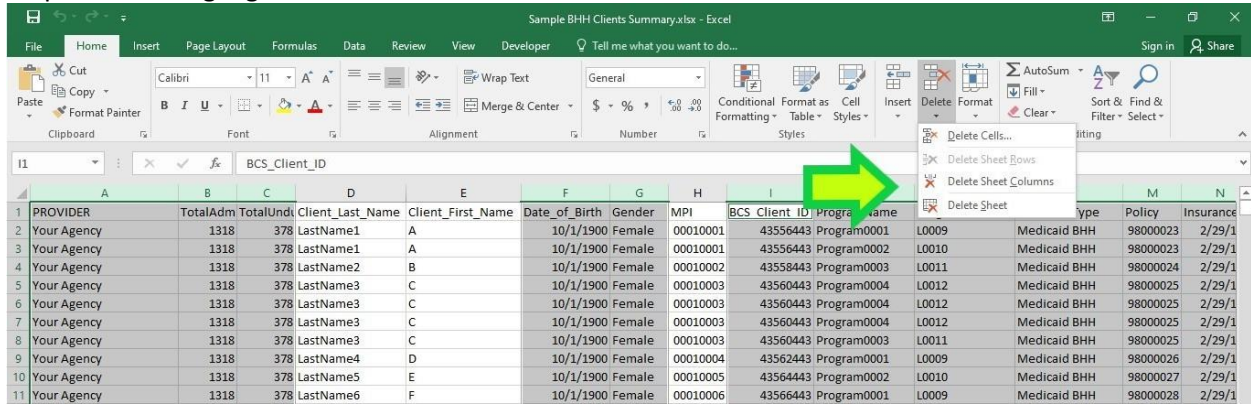 Sample BHH Clients Summary.xlsx - Excel
File Home Insert Page Layout Formulas Data Review View Developer Tell me what you want to do... Sign in Share
Paste Cut Copy Format Painter
Calibri 11 A A Wrap Text General
B I U A Merge & Center $ % , .00
Conditional Formatting Format as Table Cell Styles Insert Delete Format
AutoSum Fill Clear Sort & Filter Find & Select
Clipboard Font Alignment Number Styles diting
Delete Cells...
Delete Sheet Rows
Delete Sheet Columns
Delete Sheet
I1 fx BCS_Client_ID
A B C D E F G H I M N
1 PROVIDER TotalAdm TotalUndu Client_Last_Name Client_First_Name Date_of_Birth Gender MPI BCS_Client_ID ProgramName Type Policy Insurance
2 Your Agency 1318 378 LastName1 A 10/1/1900 Female 00010001 43556443 Program0001 L0009 Medicaid BHH 98000023 2/29/1
3 Your Agency 1318 378 LastName1 A 10/1/1900 Female 00010001 43556443 Program0002 L0010 Medicaid BHH 98000023 2/29/1
4 Your Agency 1318 378 LastName2 B 10/1/1900 Female 00010002 43558443 Program0003 L0011 Medicaid BHH 98000024 2/29/1
5 Your Agency 1318 378 LastName3 C 10/1/1900 Female 00010003 43560443 Program0004 L0012 Medicaid BHH 98000025 2/29/1
6 Your Agency 1318 378 LastName3 C 10/1/1900 Female 00010003 43560443 Program0004 L0012 Medicaid BHH 98000025 2/29/1
7 Your Agency 1318 378 LastName3 C 10/1/1900 Female 00010003 43560443 Program0004 L0012 Medicaid BHH 98000025 2/29/1
8 Your Agency 1318 378 LastName3 C 10/1/1900 Female 00010003 43560443 Program0003 L0011 Medicaid BHH 98000025 2/29/1
9 Your Agency 1318 378 LastName4 D 10/1/1900 Female 00010004 43562443 Program0001 L0009 Medicaid BHH 98000026 2/29/1
10 Your Agency 1318 378 LastName5 E 10/1/1900 Female 00010005 43564443 Program0002 L0010 Medicaid BHH 98000027 2/29/1
11 Your Agency 1318 378 LastName6 F 10/1/1900 Female 00010006 43566443 Program0001 L0009 Medicaid BHH 98000028 2/29/1